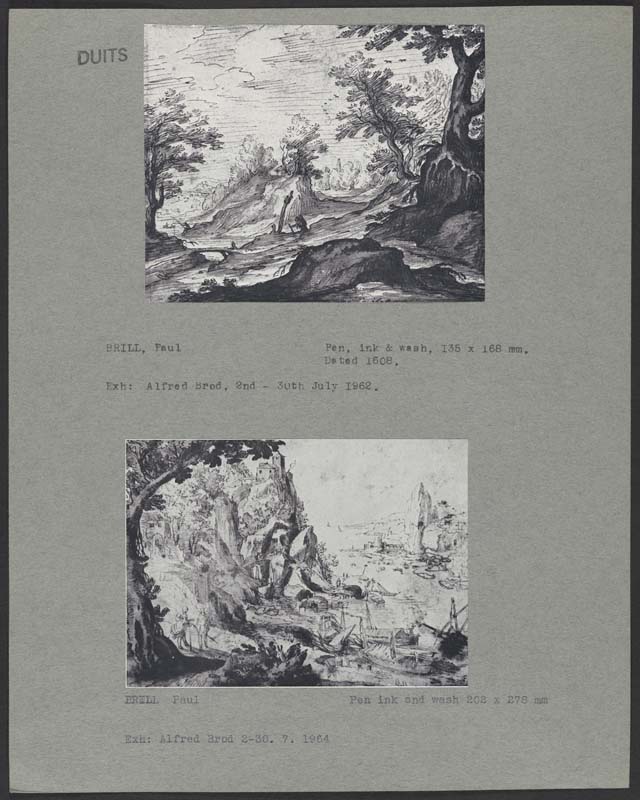 DUITS
BRILL, Paul
Pen, ink & wash, 135 x 168 mm.
Dated 1608.
Exh: Alfred Brod, 2nd - 30th July 1962.
BRILL Paul
Pen ink and wash 202 x 278 mm
Exh: Alfred Brod 2-30. 7. 1964